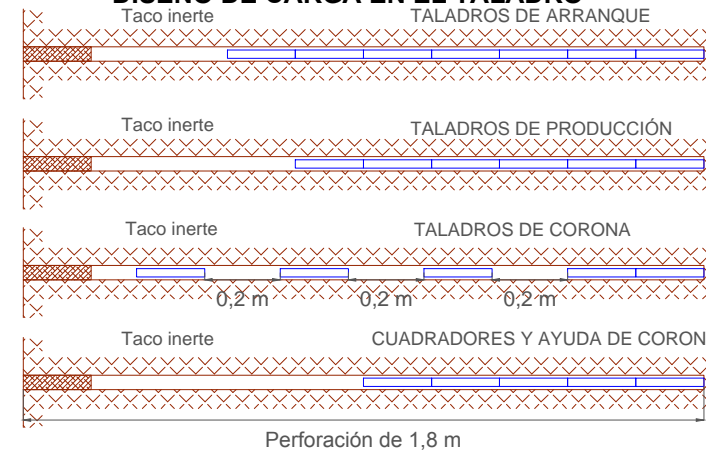 DISEÑO DE CARGA EN EL TALADRO
Taco inerte TALADROS DE ARRANQUE
Taco inerte TALADROS DE PRODUCCIÓN
Taco inerte TALADROS DE CORONA
0,2 m 0,2 m 0,2 m
Taco inerte CUADRADORES Y AYUDA DE CORON
Perforación de 1,8 m